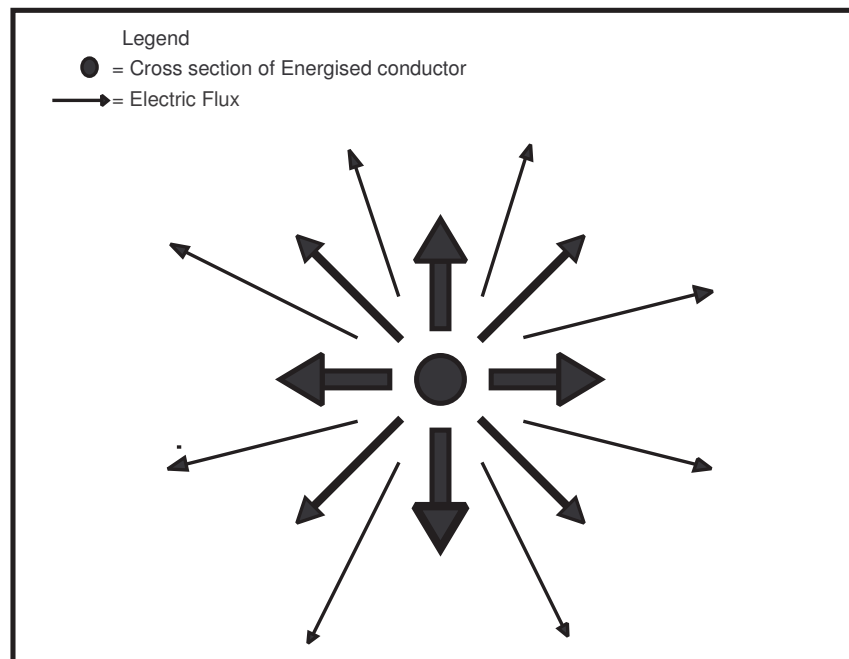 Legend
= Cross section of Energised conductor
= Electric Flux